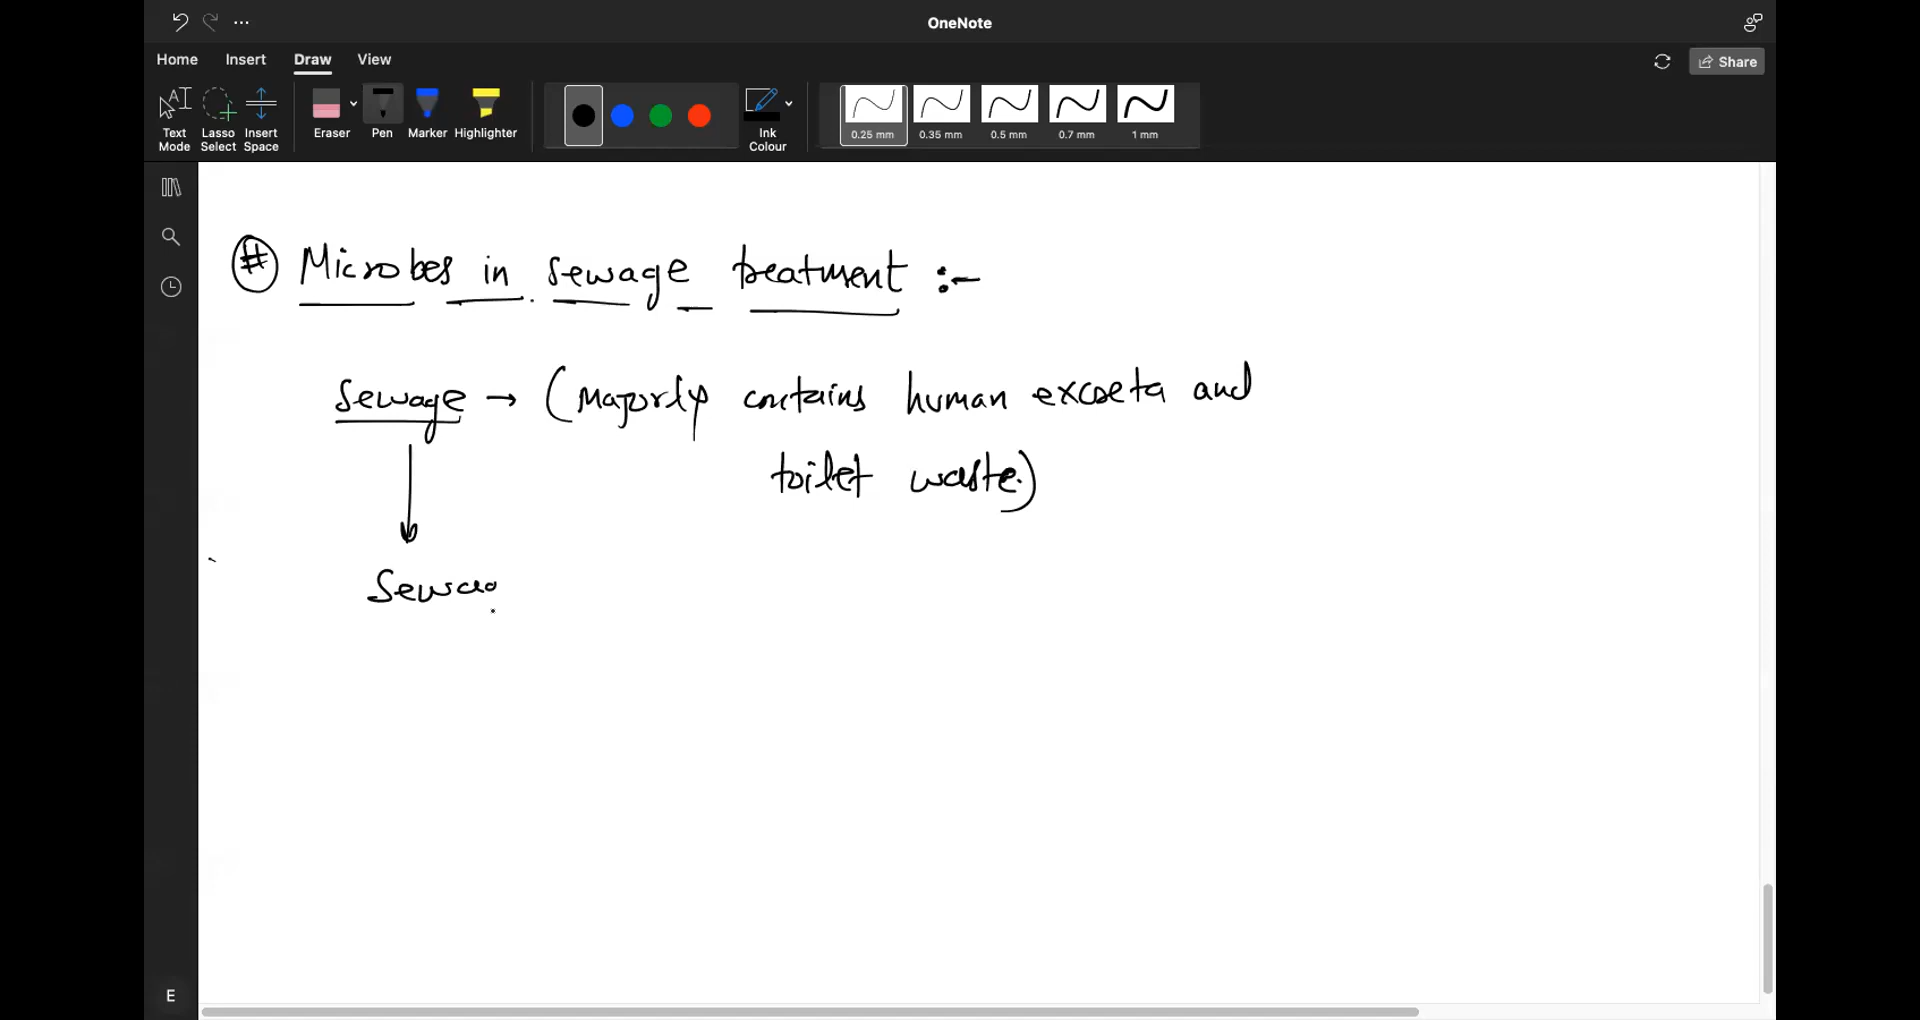 OneNote
Home Insert Draw View
Share
Text Mode
Lasso Select
Insert Space
Eraser
Pen
Marker
Highlighter
Ink Colour
0.25 mm
0.35 mm
0.5 mm
0.7 mm
1 mm
# Microbes in sewage treatment :-
Sewage → (Majorly contains human excreta and
toilet waste.)
↓
Sewag
E